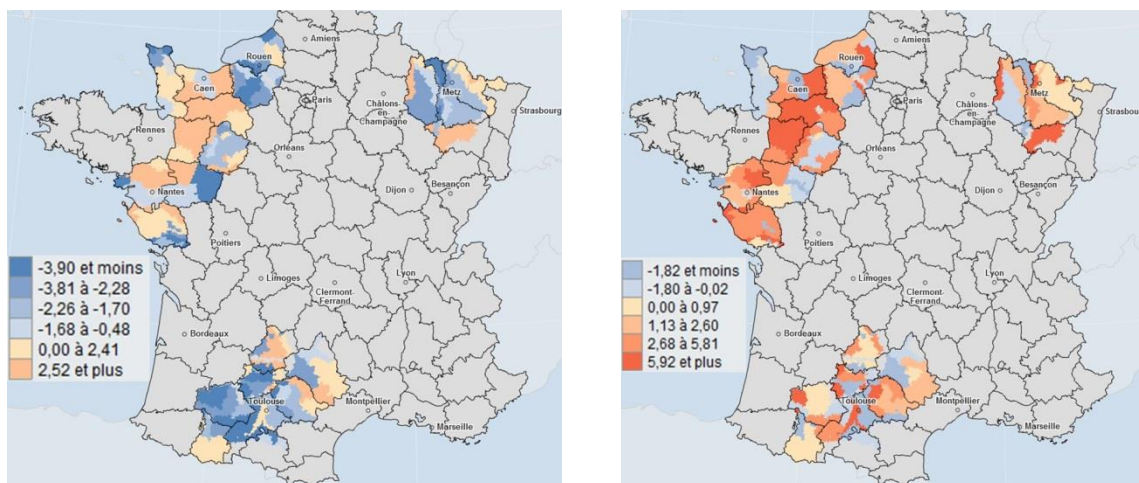 Amiens
Rouen
Caen
Metz
Paris
Châlons-
en-
Champagne
Strasbourg
Rennes
Orléans
Nantes
Dijon
Besançon
Poitiers
-3,90 et moins
-3,81 à -2,28
-2,26 à -1,70
-1,68 à -0,48
0,00 à 2,41
2,52 et plus
Limoges
Clermont-
Ferrand
Lyon
Bordeaux
Toulouse
Montpellier
Marseille
Amiens
Rouen
Caen
Metz
Paris
Châlons-
en-
Champagne
Strasbourg
Rennes
Orléans
Nantes
Dijon
Besançon
Poitiers
-1,82 et moins
-1,80 à -0,02
0,00 à 0,97
1,13 à 2,60
2,68 à 5,81
5,92 et plus
Limoges
Clermont-
Ferrand
Lyon
Bordeaux
Toulouse
Montpellier
Marseille